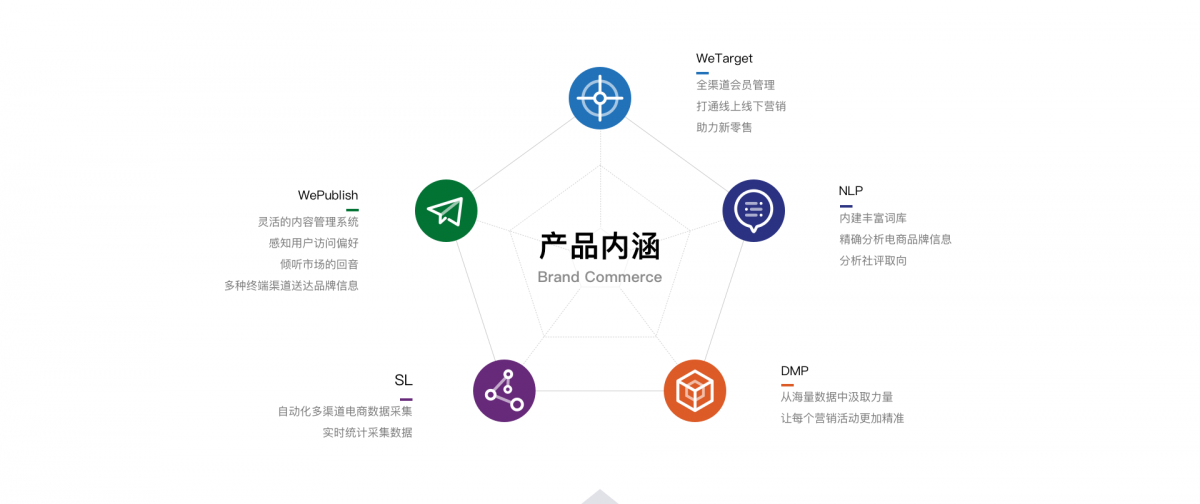 WeTarget
全渠道会员管理
打通线上线下营销
助力新零售
WePublish
灵活的内容管理系统
感知用户访问偏好
倾听市场的回音
多种终端渠道送达品牌信息
NLP
内建丰富词库
精确分析电商品牌信息
分析社评取向
产品内涵
Brand Commerce
SL
自动化多渠道电商数据采集
实时统计采集数据
DMP
从海量数据中汲取力量
让每个营销活动更加精准